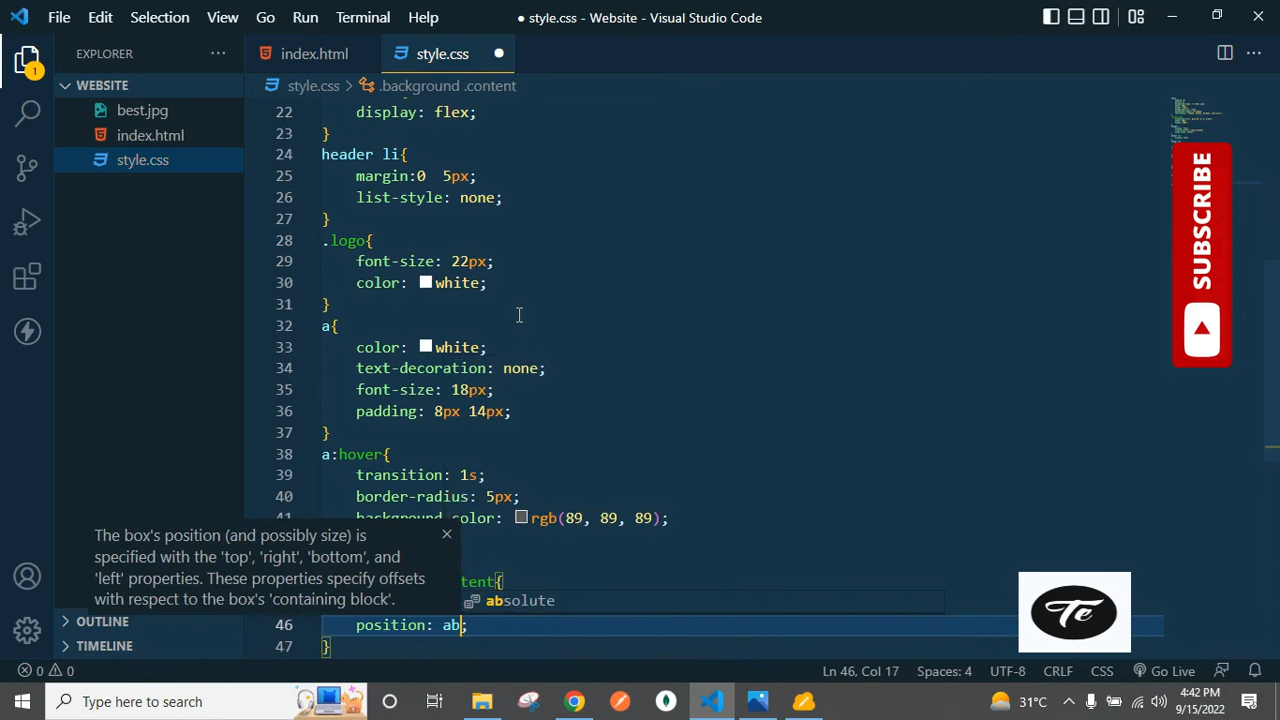 File Edit Selection View Go Run Terminal Help
● style.css - Website - Visual Studio Code
EXPLORER ...
index.html
style.css
1
WEBSITE
style.css > .background .content
best.jpg
index.html
style.css
22 display: flex;
23 }
24 header li{
25 margin:0 5px;
26 list-style: none;
27 }
28 .logo{
29 font-size: 22px;
30 color: white;
31 }
32 a{
33 color: white;
34 text-decoration: none;
35 font-size: 18px;
36 padding: 8px 14px;
37 }
38 a:hover{
39 transition: 1s;
40 border-radius: 5px;
41 background-color: rgb(89, 89, 89);
The box's position (and possibly size) is
specified with the 'top', 'right', 'bottom', and
'left' properties. These properties specify offsets
with respect to the box's 'containing block'.
tent{
absolute
46 position: ab;
47 }
OUTLINE
TIMELINE
SUBSCRIBE
Tc
0 0
Ln 46, Col 17 Spaces: 4 UTF-8 CRLF CSS Go Live
Type here to search
31°C
4:42 PM
9/15/2022